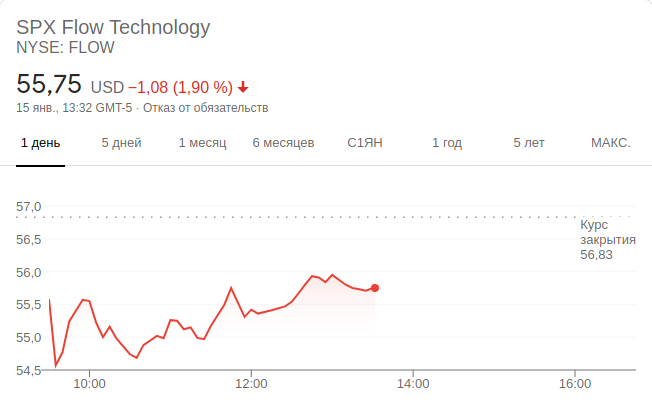 SPX Flow Technology
NYSE: FLOW
55,75 USD −1,08 (1,90 %)
15 янв., 13:32 GMT-5 · Отказ от обязательств
1 день 5 дней 1 месяц 6 месяцев С1ЯН 1 год 5 лет МАКС.
57,0
Курс
закрытия
56,83
56,5
56,0
55,5
55,0
54,5
10:00 12:00 14:00 16:00